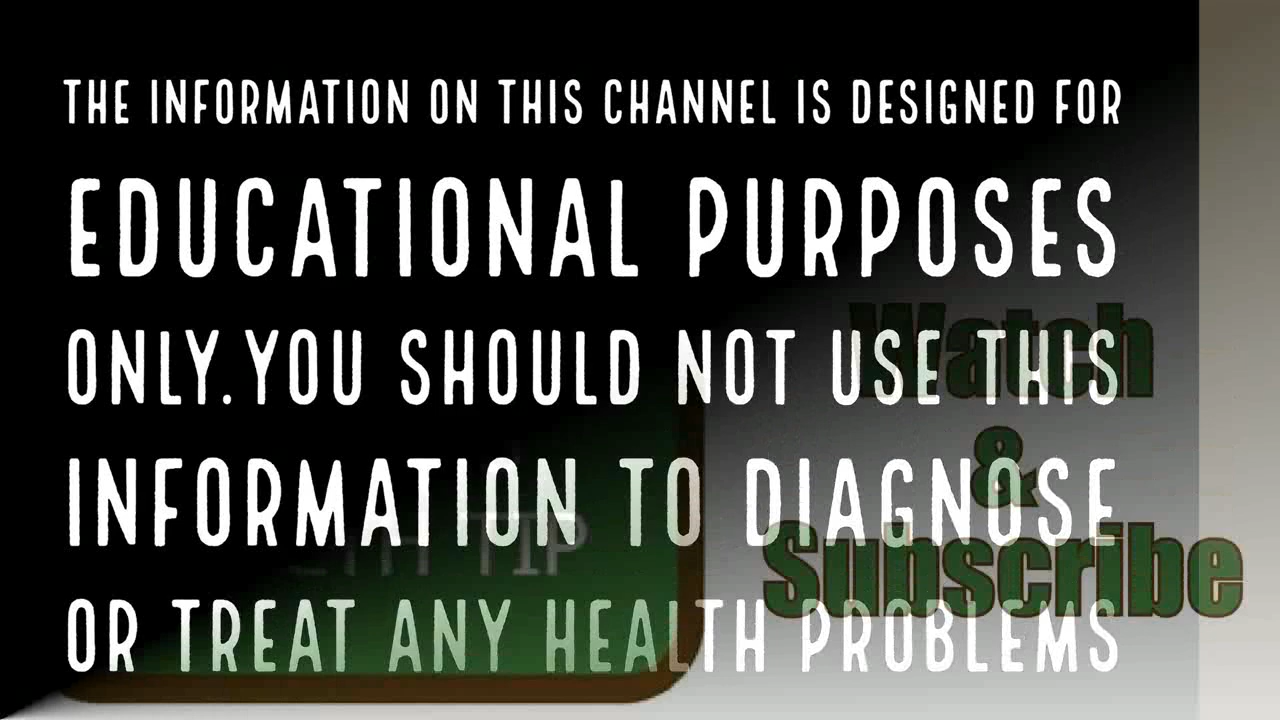 THE INFORMATION ON THIS CHANNEL IS DESIGNED FOR
EDUCATIONAL PURPOSES
ONLY.YOU SHOULD NOT USE THIS
INFORMATION TO DIAGNOSE
OR TREAT ANY HEALTH PROBLEMS
Watch
&
Subscribe
TIP